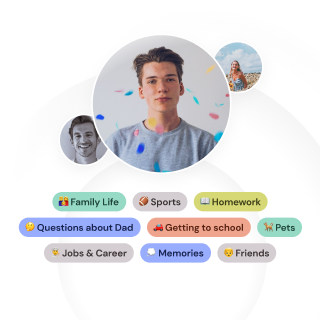 Family Life Sports Homework
Questions about Dad Getting to school Pets
Jobs & Career Memories Friends